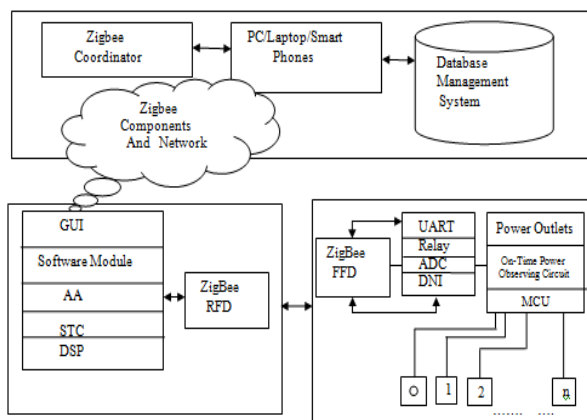 Zigbee
Coordinator
PC/Laptop/Smart
Phones
Database
Management
System
Zigbee
Components
And Network
GUI
Software Module
AA
STC
DSP
ZigBee
RFD
ZigBee
FFD
UART
Relay
ADC
DNI
Power Outlets
On-Time Power
Observing Circuit
MCU
0
1
2
n
........ ....